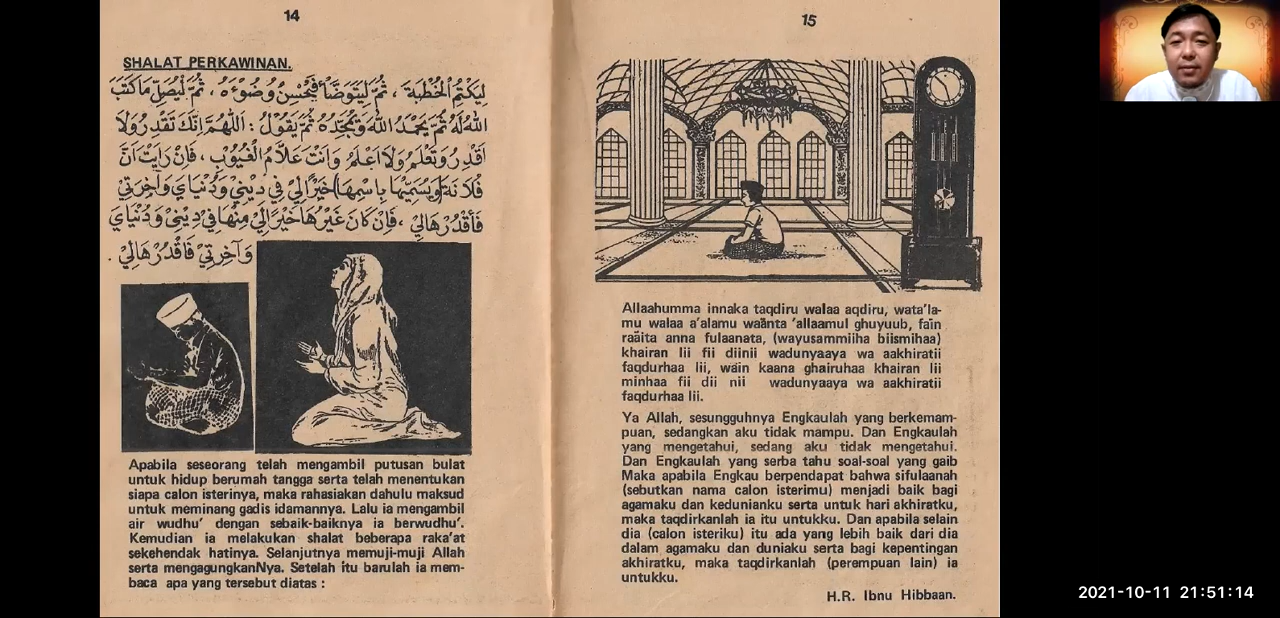 14
SHALAT PERKAWINAN.
لِيَكْتُمِ الْخُطْبَةَ ، ثُمَّ لِيَتَوَضَّأْ فَيُحْسِنُ وُضُوْءَهُ ، ثُمَّ لْيُصَلِّ مَاكَتَبَ
اللهُ لَهُ ثُمَّ يَحْمَدُ اللهَ وَيُمَجِّدُهُ ثُمَّ يَقُوْلُ : اَللّٰهُمَّ اِنَّكَ تَقْدِرُ وَلَا
اَقْدِرُ وَتَعْلَمُ وَلَا اَعْلَمُ وَاَنْتَ عَلَّامُ الْغُيُوْبِ ، فَاِنْ رَاَيْتَ اَنَّ
فُلَانَةً (وَيُسَمِّيْهَا بِاسْمِهَا) خَيْرًا لِيْ فِيْ دِيْنِيْ وَدُنْيَايَ وَآخِرَتِيْ
فَاَقْدُرْهَا لِيْ ، فَاِنْ كَانَ غَيْرُهَا خَيْرًا لِيْ مِنْهَا فِيْ دِيْنِيْ وَدُنْيَايَ
وَآخِرَتِيْ فَاقْدُرْهَا لِيْ .
Apabila seseorang telah mengambil putusan bulat
untuk hidup berumah tangga serta telah menentukan
siapa calon isterinya, maka rahasiakan dahulu maksud
untuk meminang gadis idamannya. Lalu ia mengambil
air wudhu' dengan sebaik-baiknya ia berwudhu'.
Kemudian ia melakukan shalat beberapa raka'at
sekehendak hatinya. Selanjutnya memuji-muji Allah
serta mengagungkanNya. Setelah itu barulah ia mem-
baca apa yang tersebut diatas :
15
Allaahumma innaka taqdiru walaa aqdiru, wata'la-
mu walaa a'alamu waänta 'allaamul ghuyuub, faïn
raäita anna fulaanata, (wayusammiiha biismihaa)
khairan lii fii diinii wadunyaaya wa aakhiratii
faqdurhaa lii, waïn kaana ghairuhaa khairan lii
minhaa fii dii nii wadunyaaya wa aakhiratii
faqdurhaa lii.
Ya Allah, sesungguhnya Engkaulah yang berkemam-
puan, sedangkan aku tidak mampu. Dan Engkaulah
yang mengetahui, sedang aku tidak mengetahui.
Dan Engkaulah yang serba tahu soal-soal yang gaib
Maka apabila Engkau berpendapat bahwa sifulaanah
(sebutkan nama calon isterimu) menjadi baik bagi
agamaku dan kedunianku serta untuk hari akhiratku,
maka taqdirkanlah ia itu untukku. Dan apabila selain
dia (calon isteriku) itu ada yang lebih baik dari dia
dalam agamaku dan duniaku serta bagi kepentingan
akhiratku, maka taqdirkanlah (perempuan lain) ia
untukku.
H.R. Ibnu Hibbaan.
2021-10-11 21:51:14